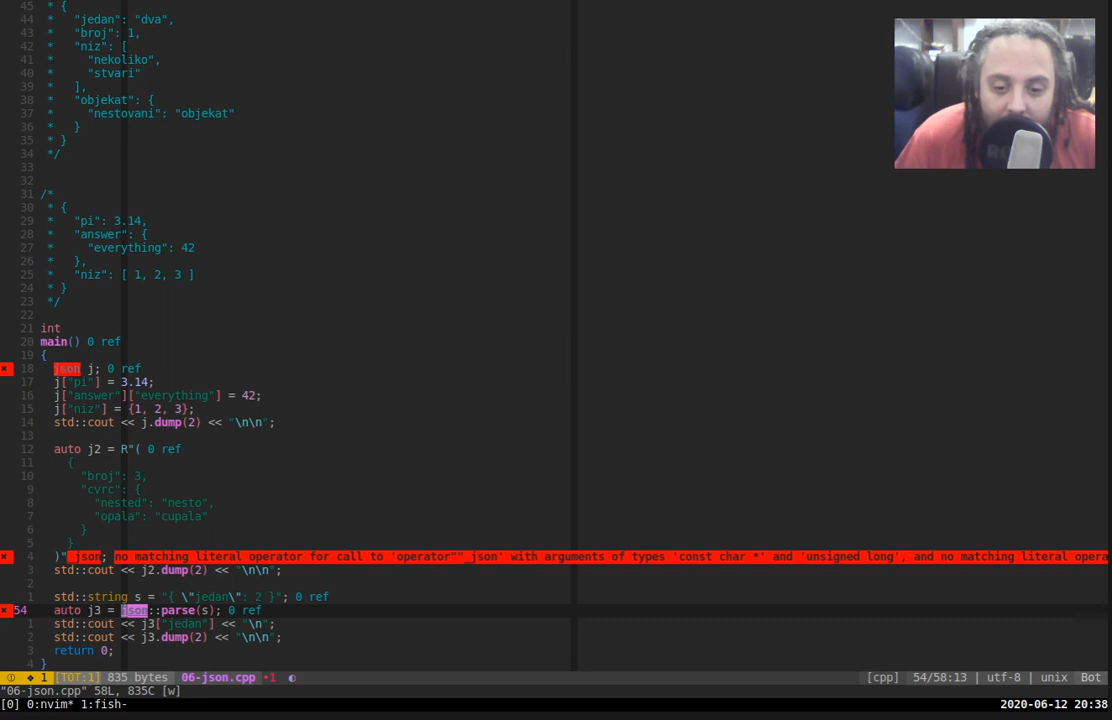 45  * {
44  *   "jedan": "dva",
43  *   "broj": 1,
42  *   "niz": [
41  *     "nekoliko",
40  *     "stvari"
39  *   ],
38  *   "objekat": {
37  *     "nestovani": "objekat"
36  *   }
35  * }
34  */
33
32
31 /*
30  * {
29  *   "pi": 3.14,
28  *   "answer": {
27  *     "everything": 42
26  *   },
25  *   "niz": [ 1, 2, 3 ]
24  * }
23  */
22
21 int
20 main() 0 ref
19 {
✖ 18   json j; 0 ref
17   j["pi"] = 3.14;
16   j["answer"]["everything"] = 42;
15   j["niz"] = {1, 2, 3};
14   std::cout << j.dump(2) << "\n\n";
13
12   auto j2 = R"( 0 ref
11     {
10       "broj": 3,
9       "cvrc": {
8         "nested": "nesto",
7         "opala": "cupala"
6       }
5     }
✖ 4   )"_json; no matching literal operator for call to 'operator""_json' with arguments of types 'const char *' and 'unsigned long', and no matching literal opera
3   std::cout << j2.dump(2) << "\n\n";
2
1   std::string s = "{ \"jedan\": 2 }"; 0 ref
✖ 54   auto j3 = json::parse(s); 0 ref
1   std::cout << j3["jedan"] << "\n";
2   std::cout << j3.dump(2) << "\n\n";
3   return 0;
4 }
1 [TOT:1] 835 bytes 06-json.cpp •1 [cpp] 54/58:13 | utf-8 | unix Bot
"06-json.cpp" 58L, 835C [w]
[0] 0:nvim* 1:fish- 2020-06-12 20:38